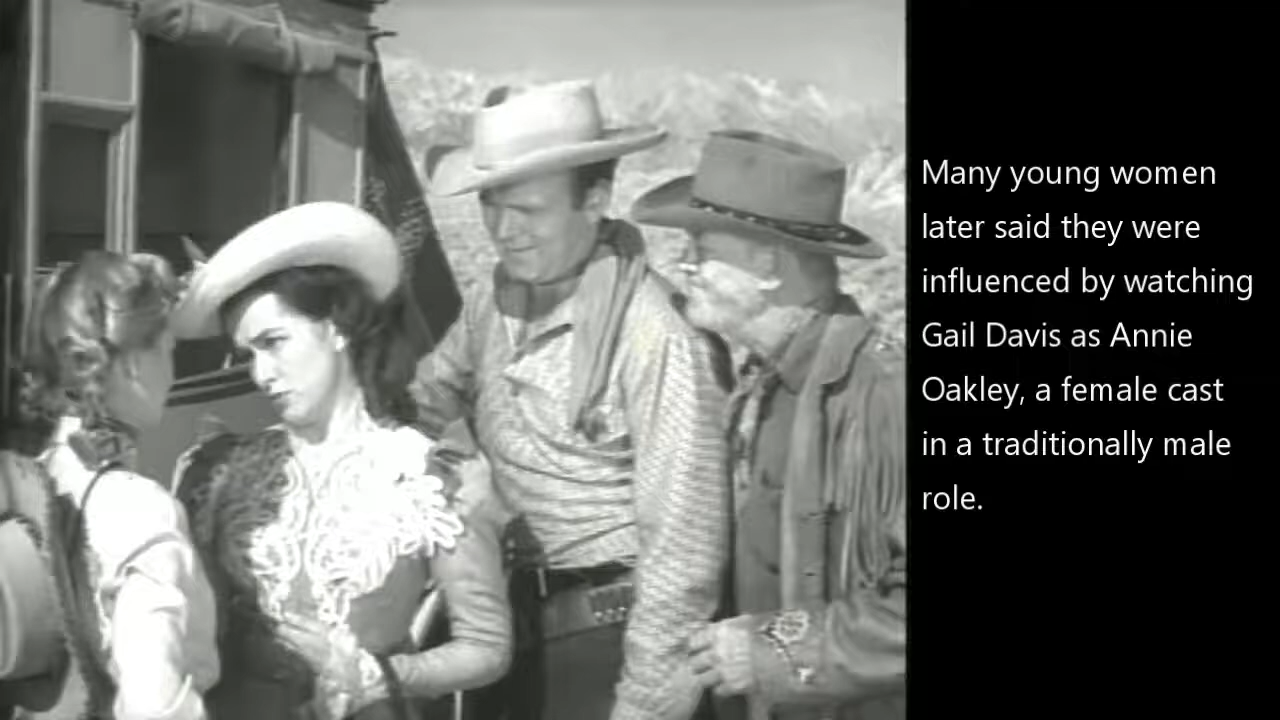 Many young women
later said they were
influenced by watching
Gail Davis as Annie
Oakley, a female cast
in a traditionally male
role.